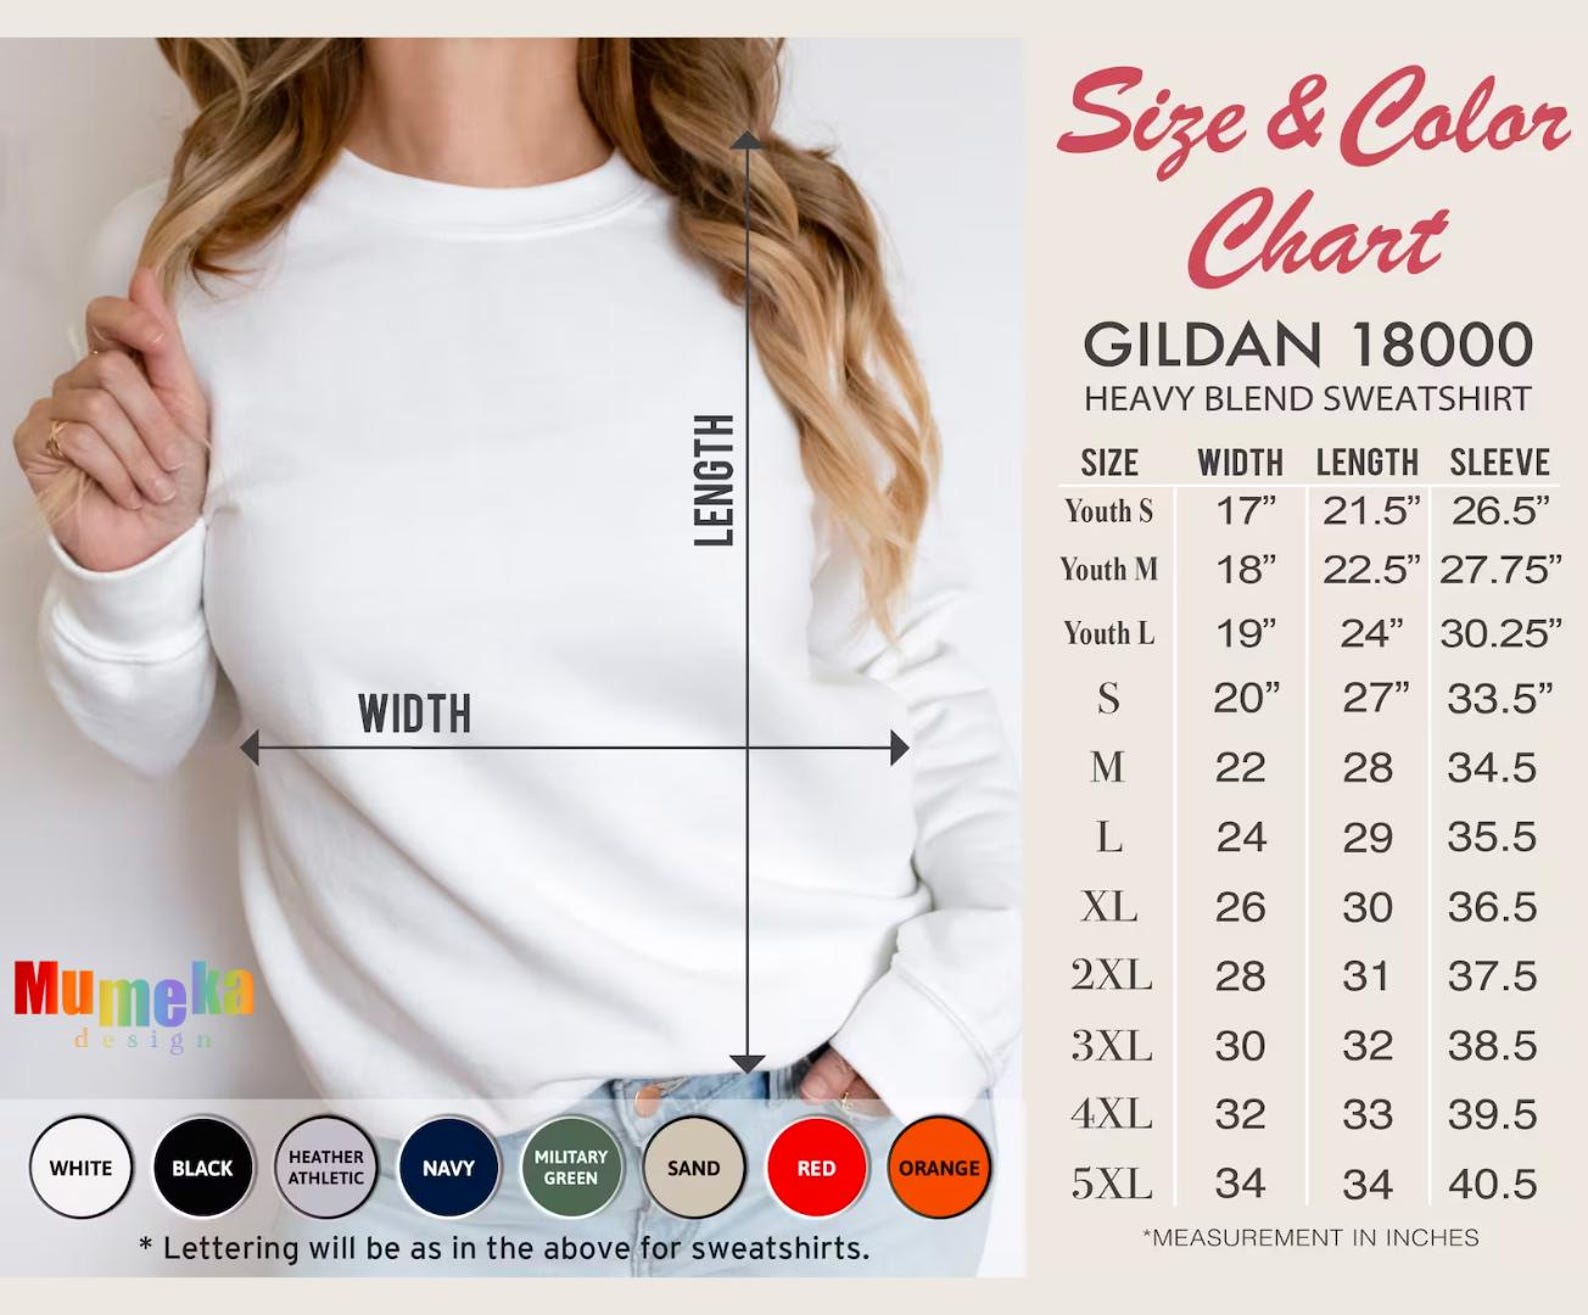 Size & Color
Chart
GILDAN 18000
HEAVY BLEND SWEATSHIRT
SIZE WIDTH LENGTH SLEEVE
Youth S 17” 21.5” 26.5”
Youth M 18” 22.5” 27.75”
Youth L 19” 24” 30.25”
S 20” 27” 33.5”
M 22 28 34.5
L 24 29 35.5
XL 26 30 36.5
2XL 28 31 37.5
3XL 30 32 38.5
4XL 32 33 39.5
5XL 34 34 40.5
*MEASUREMENT IN INCHES
LENGTH
WIDTH
Mumeka
design
WHITE
BLACK
HEATHER
ATHLETIC
NAVY
MILITARY
GREEN
SAND
RED
ORANGE
* Lettering will be as in the above for sweatshirts.